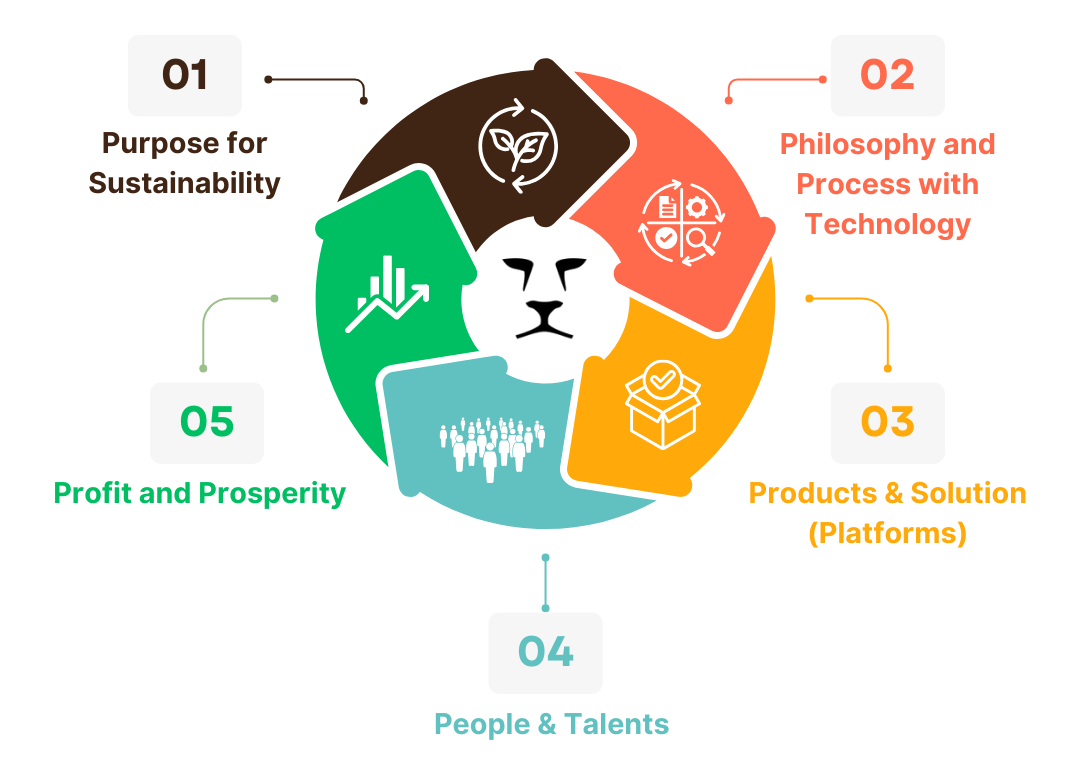 01
Purpose for
Sustainability
02
Philosophy and
Process with
Technology
03
Products & Solution
(Platforms)
04
People & Talents
05
Profit and Prosperity